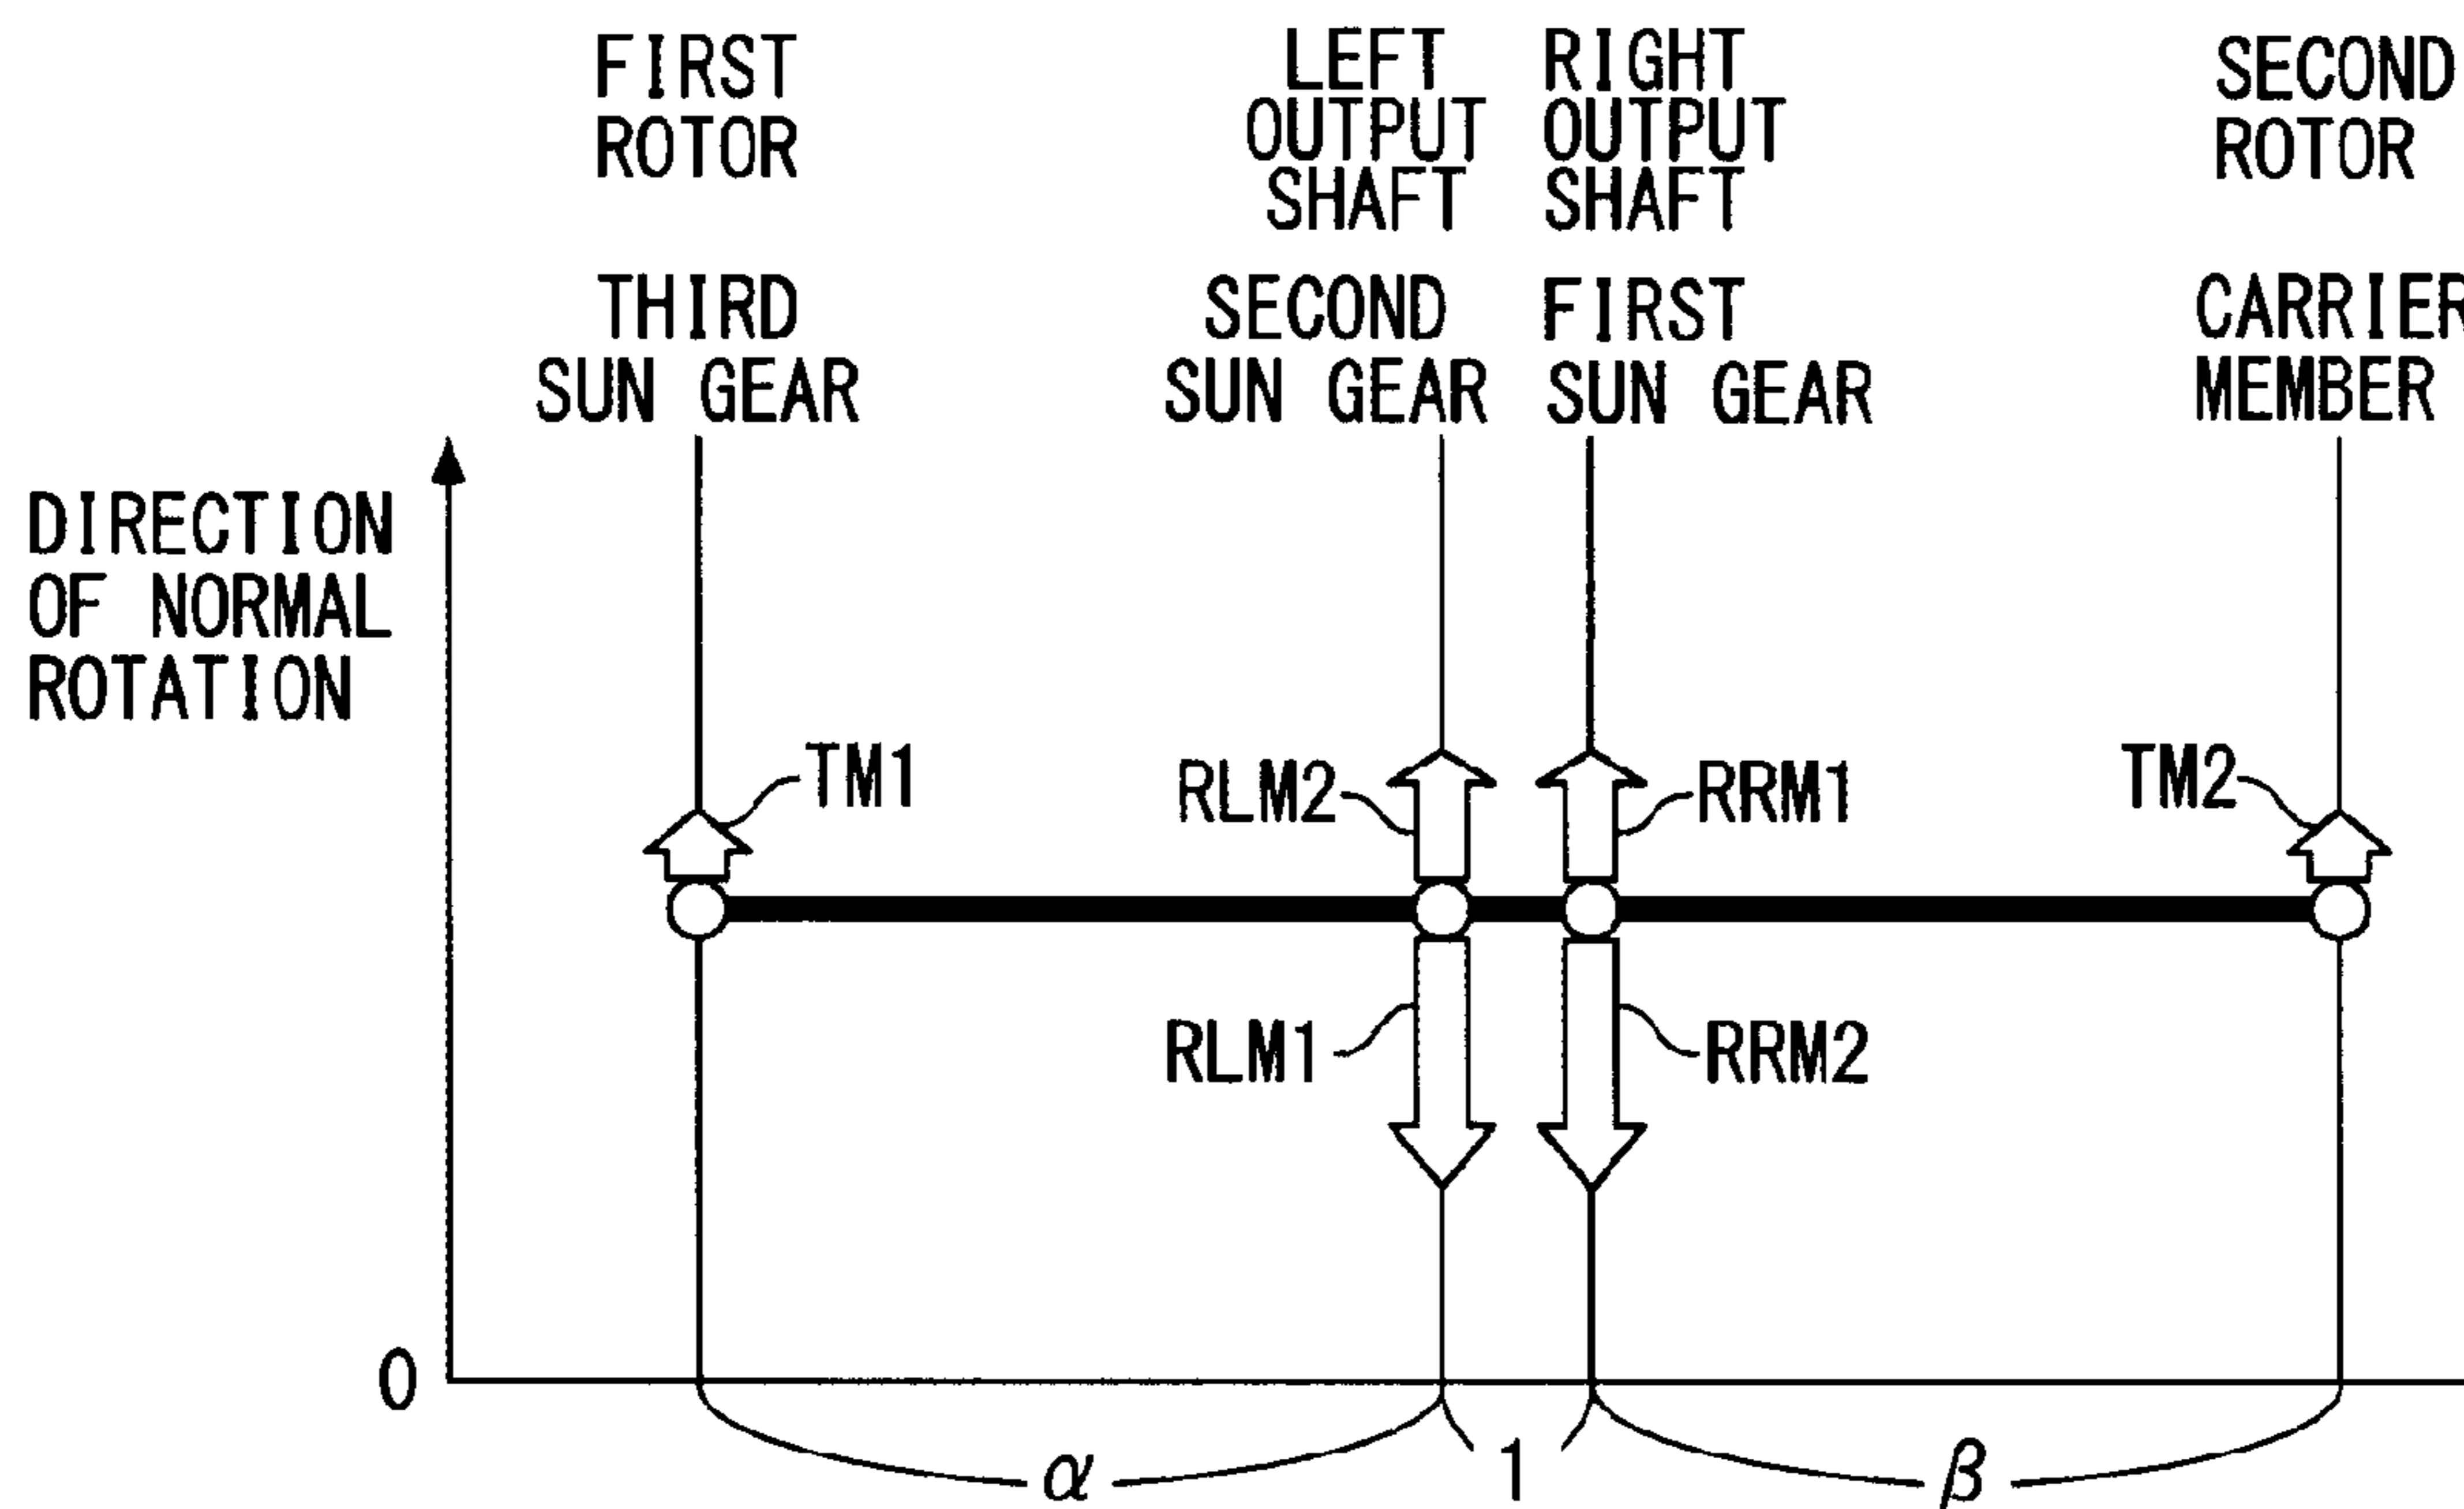 FIRST
ROTOR
LEFT
OUTPUT
SHAFT
RIGHT
OUTPUT
SHAFT
SECOND
ROTOR
THIRD
SUN GEAR
SECOND
SUN GEAR
FIRST
SUN GEAR
CARRIER
MEMBER
DIRECTION
OF NORMAL
ROTATION
TM1
RLM2
RRM1
TM2
RLM1
RRM2
0
α
1
β